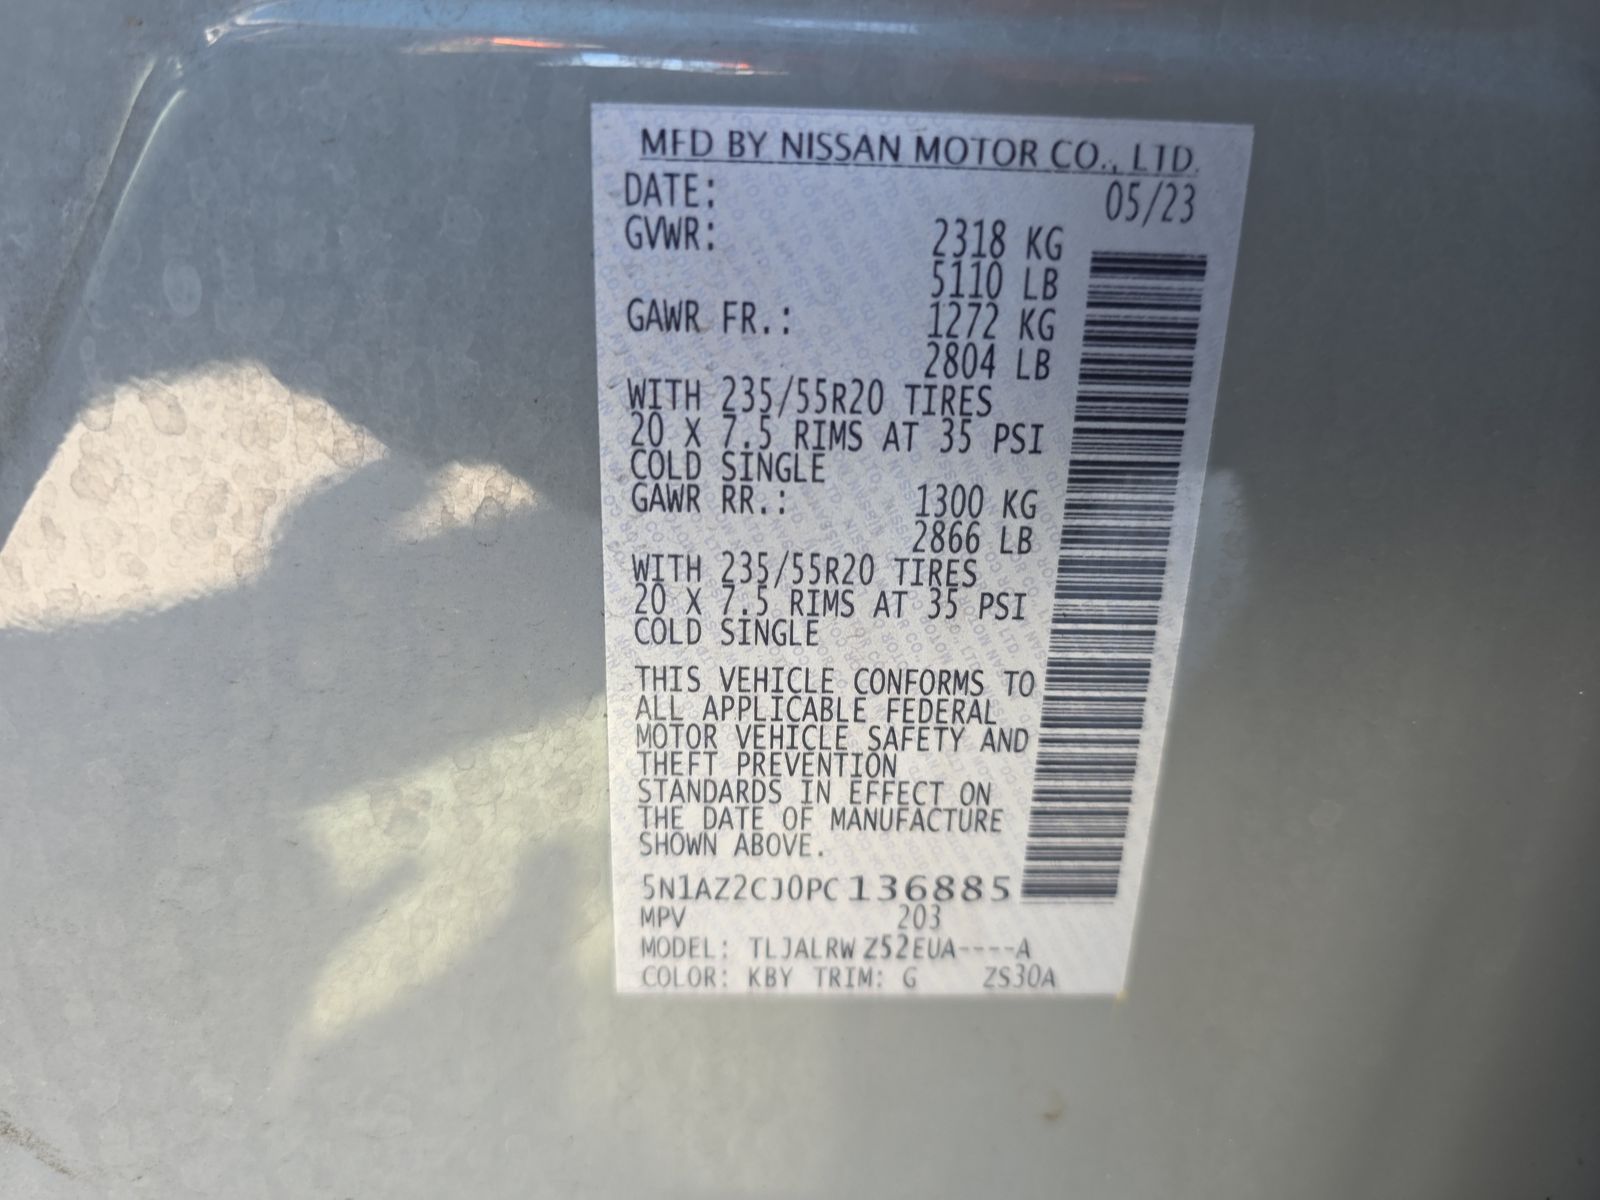 MFD BY NISSAN MOTOR CO., LTD.
DATE: 05/23
GVWR: 2318 KG
5110 LB
GAWR FR.: 1272 KG
2804 LB
WITH 235/55R20 TIRES
20 X 7.5 RIMS AT 35 PSI
COLD SINGLE
GAWR RR.: 1300 KG
2866 LB
WITH 235/55R20 TIRES
20 X 7.5 RIMS AT 35 PSI
COLD SINGLE
THIS VEHICLE CONFORMS TO
ALL APPLICABLE FEDERAL
MOTOR VEHICLE SAFETY AND
THEFT PREVENTION
STANDARDS IN EFFECT ON
THE DATE OF MANUFACTURE
SHOWN ABOVE.
5N1AZ2CJ0PC136885
MPV 203
MODEL: TLJALRWZ52EUA----A
COLOR: KBY TRIM: G ZS30A